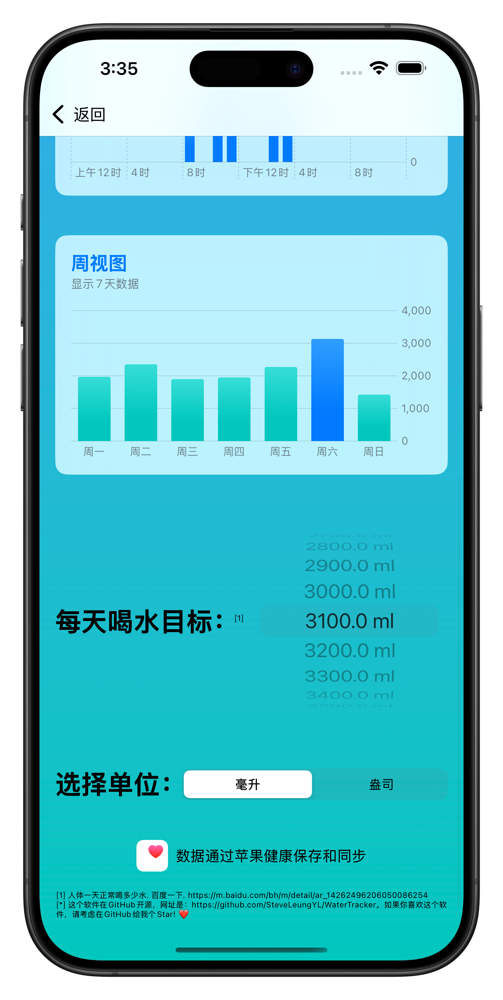 3:35
返回
0
上午12时 4时 8时 下午12时 4时 8时
周视图
显示7天数据
4,000
3,000
2,000
1,000
0
周一 周二 周三 周四 周五 周六 周日
2700.0 ml
2800.0 ml
2900.0 ml
3000.0 ml
每天喝水目标：[1] 3100.0 ml
3200.0 ml
3300.0 ml
3400.0 ml
3500.0 ml
选择单位： 毫升 盎司
数据通过苹果健康保存和同步
[1] 人体一天正常喝多少水. 百度一下. https://m.baidu.com/bh/m/detail/ar_14262496206050086254
[*] 这个软件在GitHub开源，网址是：https://github.com/SteveLeungYL/WaterTracker。如果你喜欢这个软
件，请考虑在GitHub给我个Star! ❤️